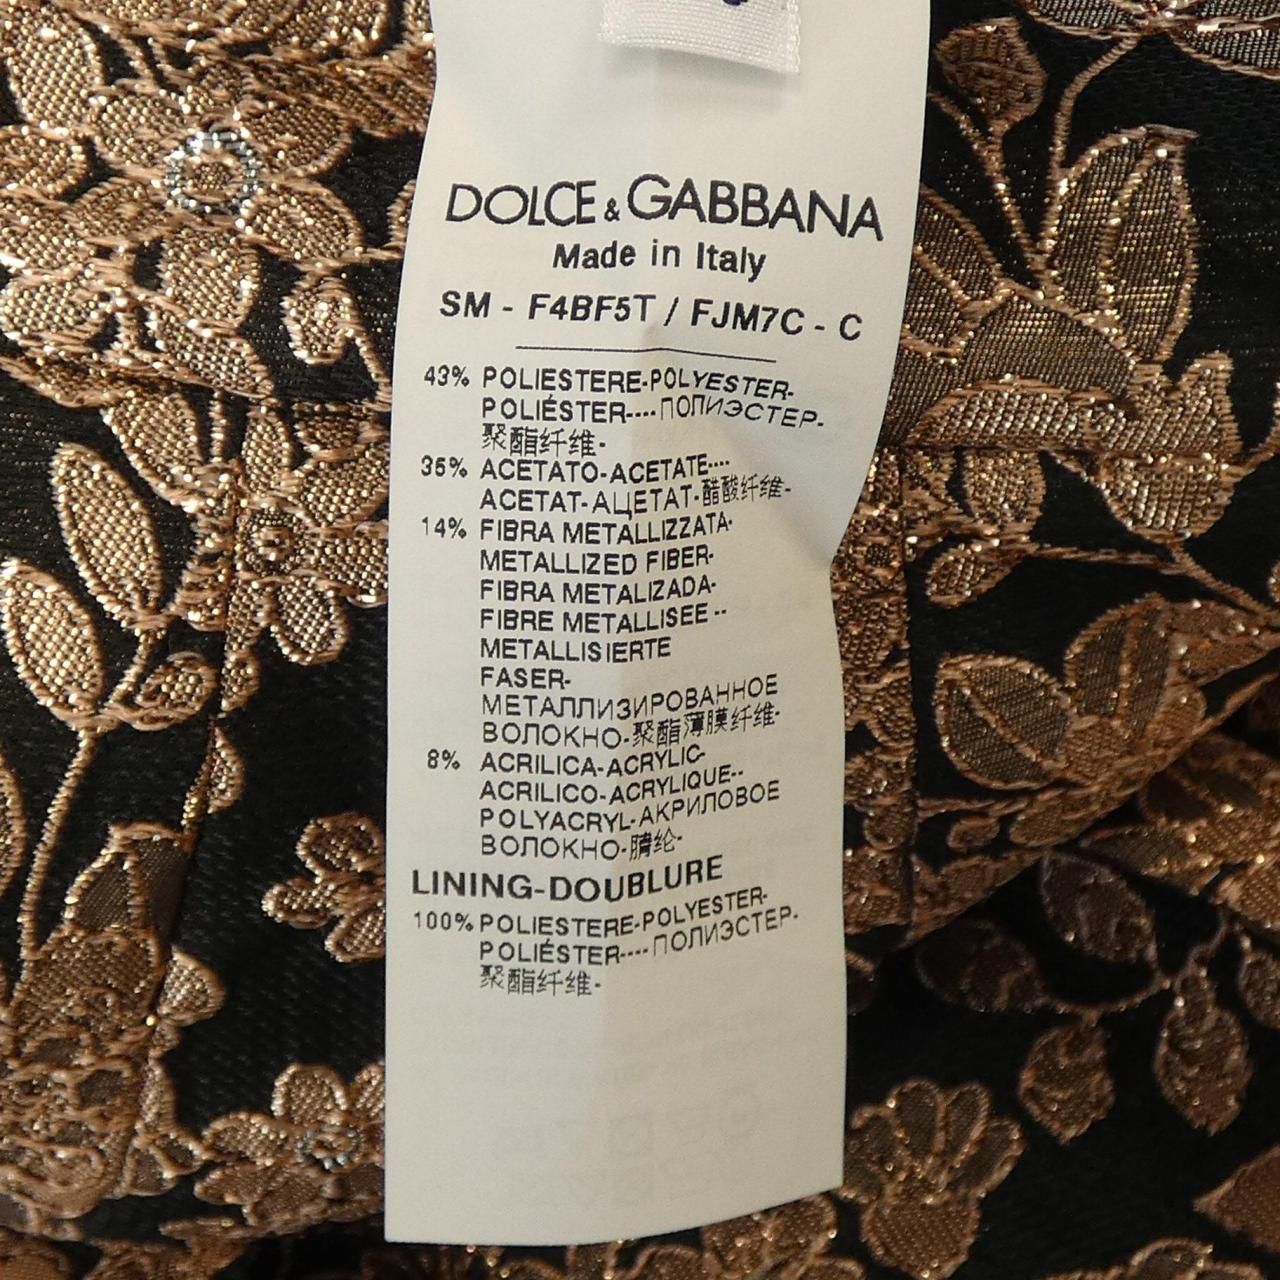 DOLCE & GABBANA
Made in Italy
SM - F4BF5T / FJM7C - C
43% POLIESTERE-POLYESTER-
POLIÉSTER----ПОЛИЭСТЕР-
聚酯纤维-
35% ACETATO-ACETATE----
ACETAT-АЦЕТАТ-醋酸纤维-
14% FIBRA METALLIZZATA-
METALLIZED FIBER-
FIBRA METALIZADA-
FIBRE METALLISEE--
METALLISIERTE
FASER-
МЕТАЛЛИЗИРОВАННОЕ
ВОЛОКНО-聚酯薄膜纤维-
8% ACRILICA-ACRYLIC-
ACRILICO-ACRYLIQUE--
POLYACRYL-АКРИЛОВОЕ
ВОЛОКНО-腈纶-
LINING-DOUBLURE
100% POLIESTERE-POLYESTER-
POLIÉSTER----ПОЛИЭСТЕР-
聚酯纤维-